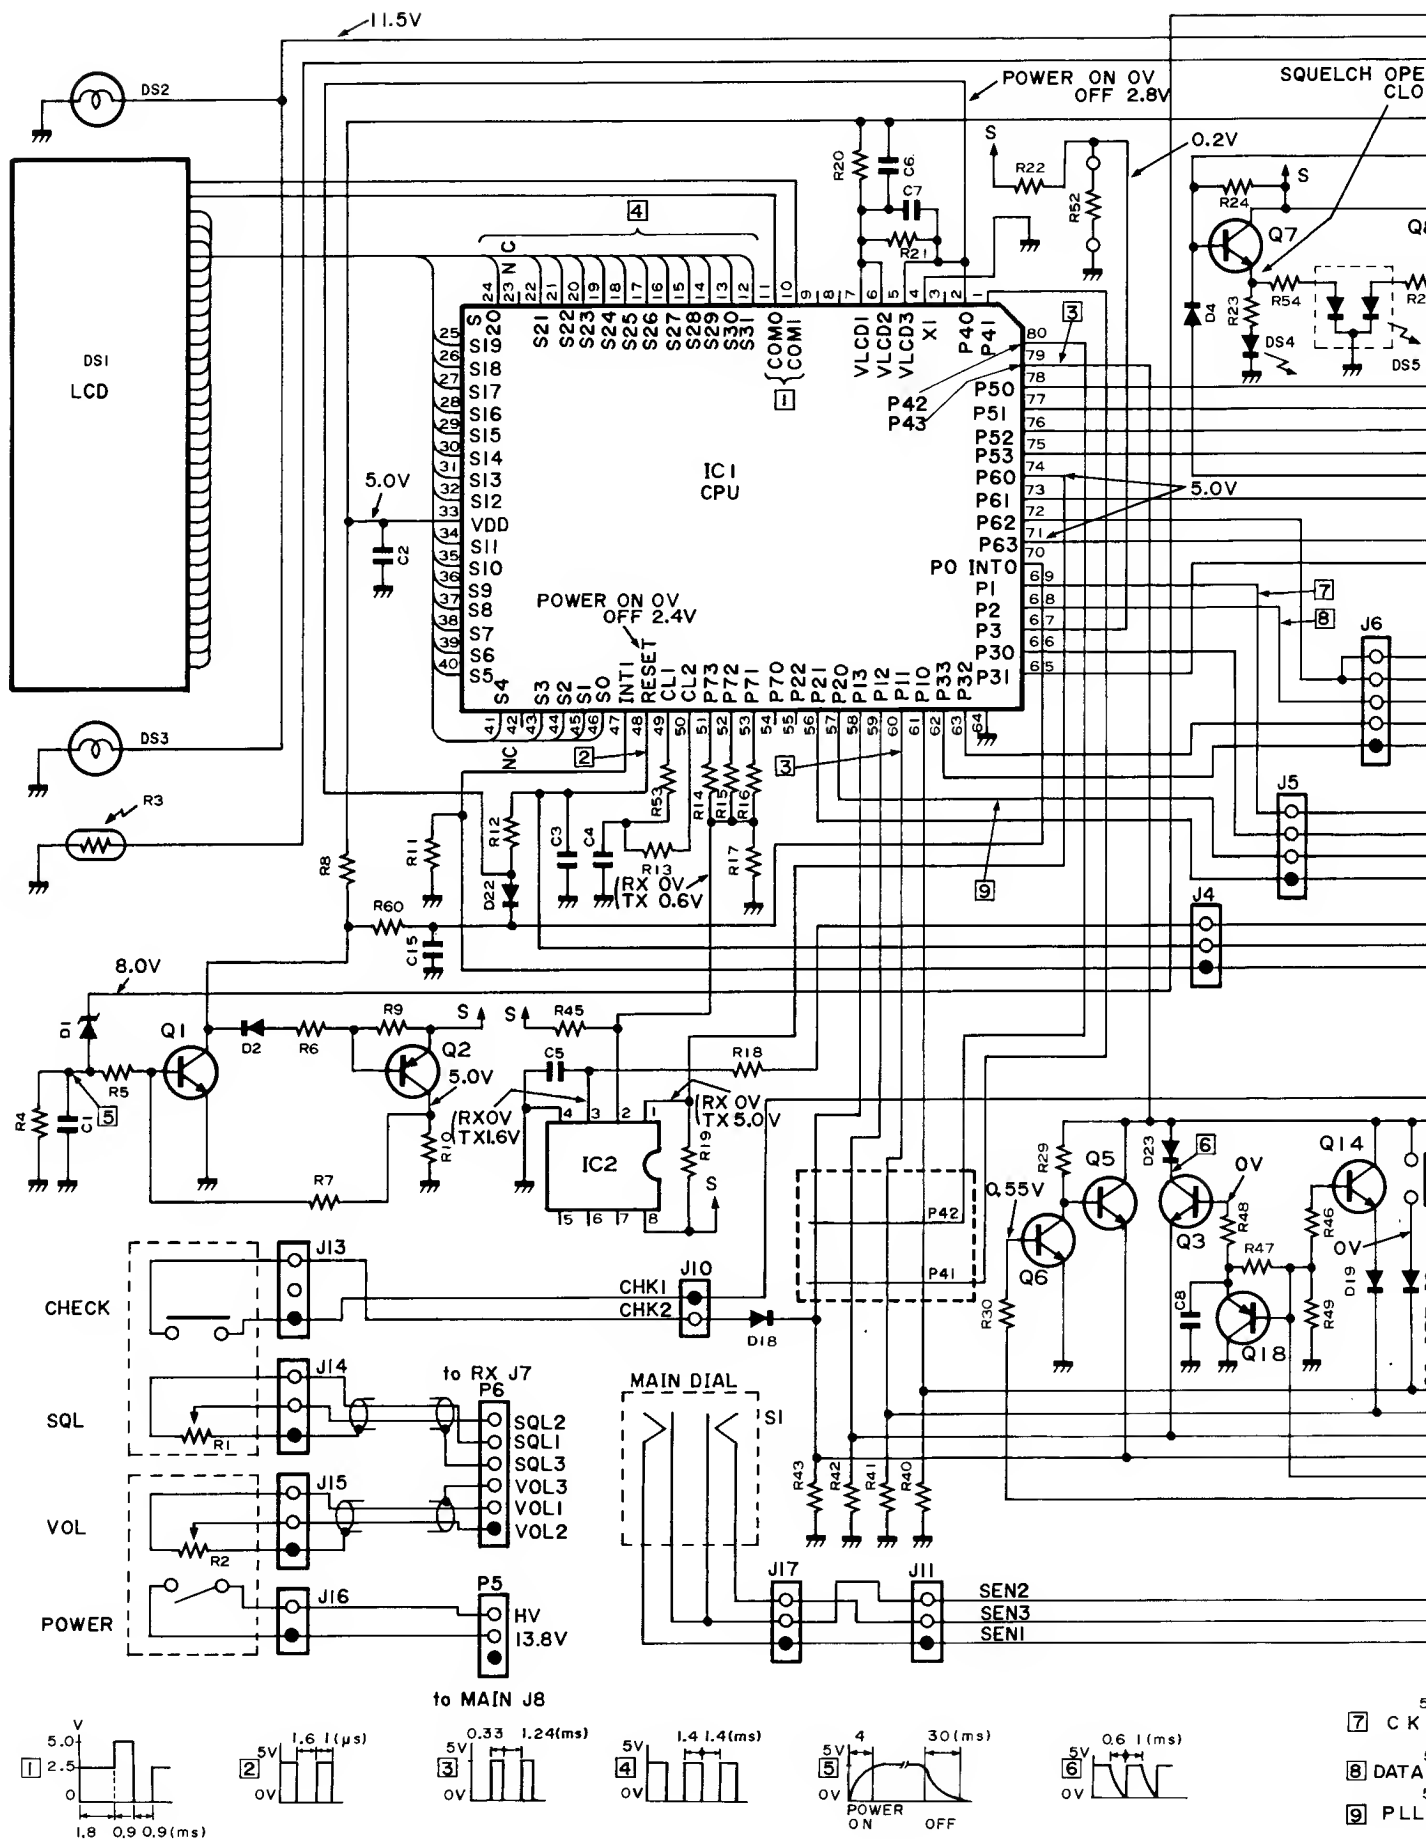 11.5V
DS2
POWER ON 0V
OFF 2.8V
SQUELCH OPE
CLO
S
0.2V
R20
C6
C7
R21
R22
R52
R24
S
Q7
Q8
R54
R2
R23
D4
DS4
DS5
4
NC
24 23 22 21 20 19 18 17 16 15 14 13 12 11 10 9 8 7 6 5 4 3 2 1
S
S20 S21 S22 S23 S24 S25 S26 S27 S28 S29 S30 S31 COM0 COM1 VLCD1 VLCD2 VLCD3 X1 P40 P41
1
3
P42
P43
DS1
LCD
25 S19
26 S18
27 S17
28 S16
29 S15
30 S14
31 S13
32 S12
33 VDD
34 S11
35 S10
36 S9
37 S8
38 S7
39 S6
40 S5
5.0V
C2
IC1
CPU
80
79
78 P50
77 P51
76 P52
75 P53
74 P60
73 P61
72 P62
71 P63
70 P0 INT0
69 P1
68 P2
67 P3
66 P30
65 P31
5.0V
7
8
J6
POWER ON 0V
OFF 2.4V
S4 S3 S2 S1 S0 INT1 RESET CL1 CL2 P73 P72 P71 P70 P22 P21 P20 P13 P12 P11 P10 P33 P32
41 42 43 44 45 46 47 48 49 50 51 52 53 54 55 56 57 58 59 60 61 62 63 64
NC
2
3
DS3
R3
R8
R11
R12
C3
C4
R53
R13
R14
R15
R16
R17
D22
(RX 0V
TX 0.6V
9
J5
J4
R60
C15
8.0V
D1
Q1
D2
R6
R9
S
S
R45
Q2
5.0V
C5
R18
R5
R4
C1
5
R7
R10
(RX0V
TX1.6V
4 3 2 1
IC2
5 6 7 8
(RX 0V
TX 5.0V
R19
S
P42
P41
0.55V
R29
Q5
Q6
R30
D23
6
Q3
0V
R48
R47
C8
Q18
R46
R49
Q14
0V
D19
CHECK
J13
CHK1
CHK2
J10
D18
SQL
R1
J14
to RX J7
P6
SQL2
SQL1
SQL3
VOL3
VOL1
VOL2
MAIN DIAL
S1
R43
R42
R41
R40
VOL
R2
J15
POWER
J16
P5
HV
13.8V
to MAIN J8
J17
J11
SEN2
SEN3
SEN1
1
V
5.0
2.5
0
1.8 0.9 0.9(ms)
2
5V
0V
1.6 1(μs)
3
5V
0V
0.33 1.24(ms)
4
5V
0V
1.4 1.4(ms)
5
5V
0V
4 30(ms)
POWER
ON OFF
6
5V
0V
0.6 1(ms)
7 CK
8 DATA
9 PLL